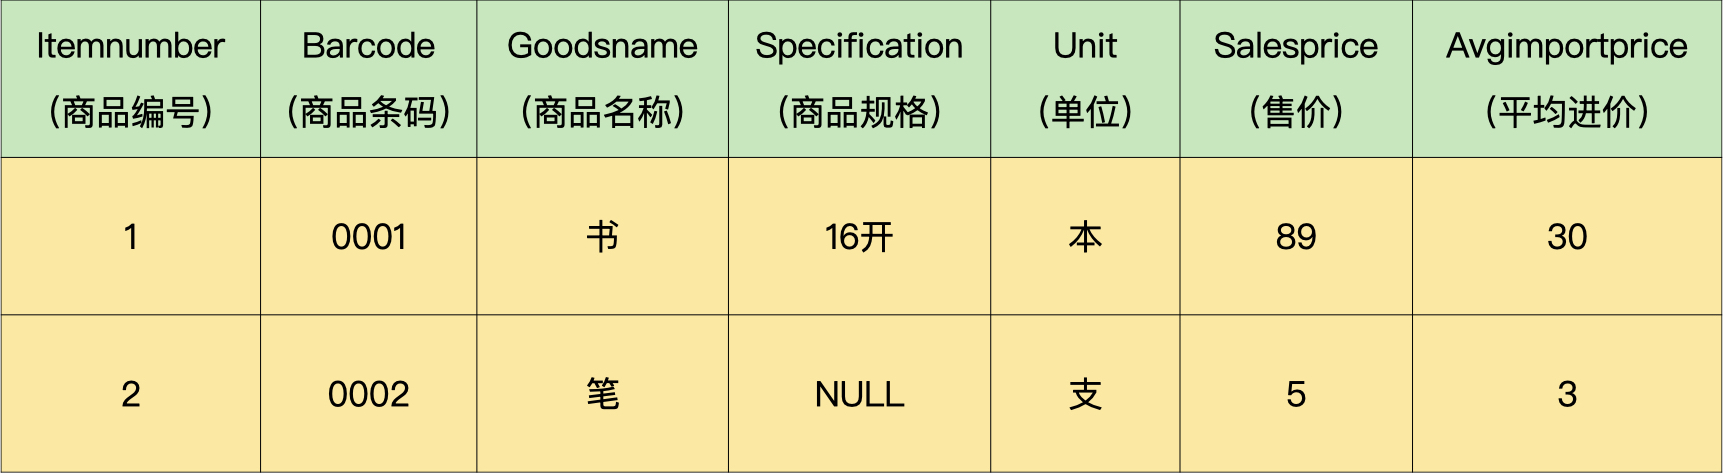 Itemnumber Barcode Goodsname Specification Unit Salesprice Avgimportprice
（商品编号） （商品条码） （商品名称） （商品规格） （单位） （售价） （平均进价）
1 0001 书 16开 本 89 30
2 0002 笔 NULL 支 5 3